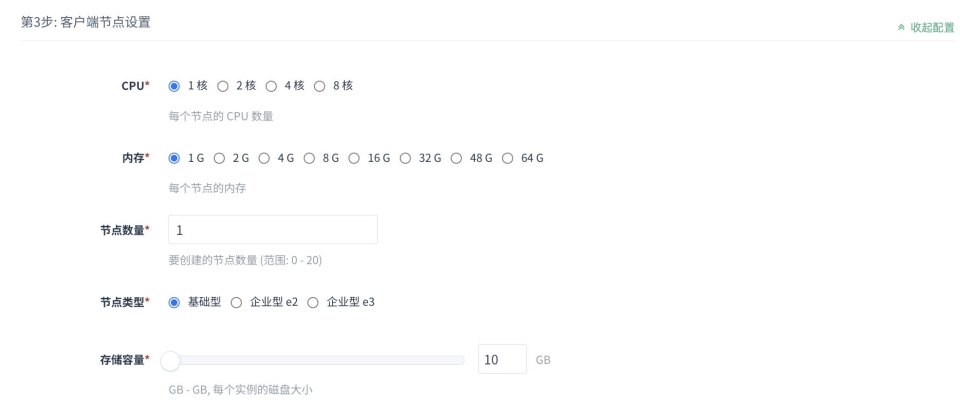 第3步: 客户端节点设置
收起配置
CPU* 1 核 2 核 4 核 8 核
每个节点的 CPU 数量
内存* 1 G 2 G 4 G 8 G 16 G 32 G 48 G 64 G
每个节点的内存
节点数量* 1
要创建的节点数量 (范围: 0 - 20)
节点类型* 基础型 企业型 e2 企业型 e3
存储容量* 10 GB
GB - GB, 每个实例的磁盘大小